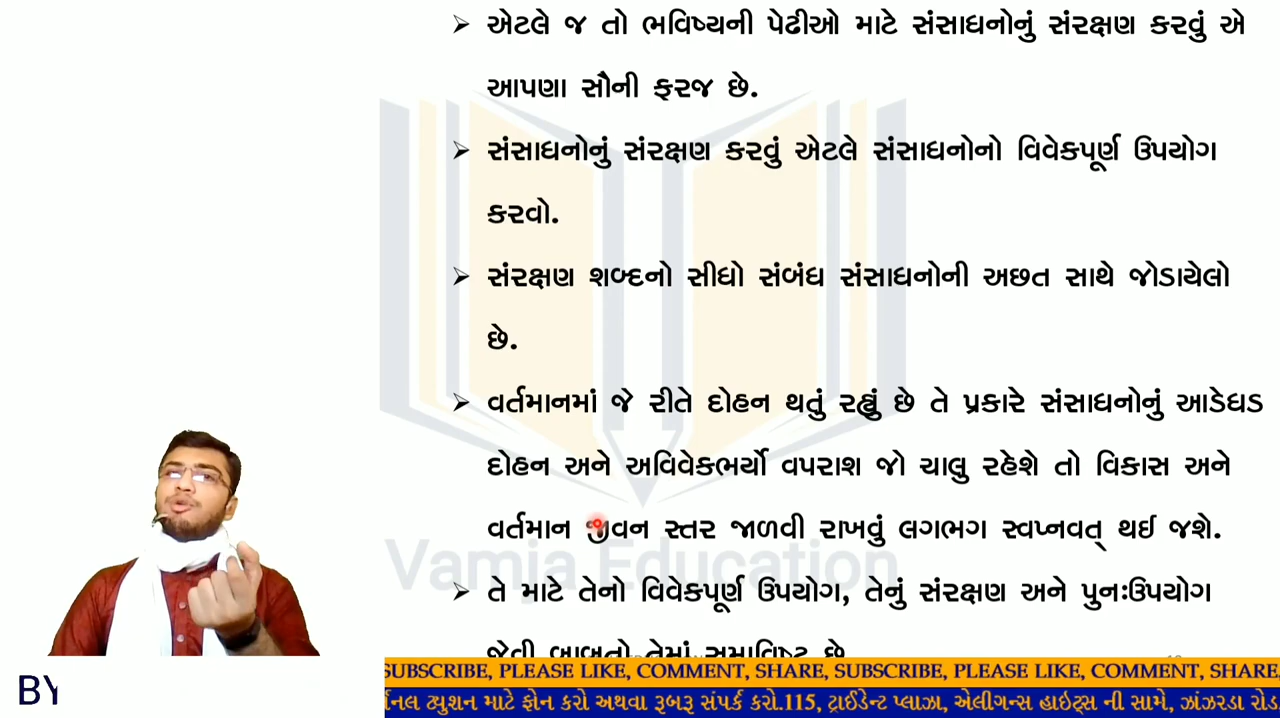 ➢ એટલે જ તો ભવિષ્યની પેઢીઓ માટે સંસાધનોનું સંરક્ષણ કરવું એ
આપણા સૌની ફરજ છે.
➢ સંસાધનોનું સંરક્ષણ કરવું એટલે સંસાધનોનો વિવેકપૂર્ણ ઉપયોગ
કરવો.
➢ સંરક્ષણ શબ્દનો સીધો સંબંધ સંસાધનોની અછત સાથે જોડાયેલો
છે.
➢ વર્તમાનમાં જે રીતે દોહન થતું રહ્યું છે તે પ્રકારે સંસાધનોનું આડેધડ
દોહન અને અવિવેકભર્યો વપરાશ જો ચાલુ રહેશે તો વિકાસ અને
વર્તમાન જીવન સ્તર જાળવી રાખવું લગભગ સ્વપ્નવત્ થઈ જશે.
Vamja Education
➢ તે માટે તેનો વિવેકપૂર્ણ ઉપયોગ, તેનું સંરક્ષણ અને પુનઃઉપયોગ
જેવી બાબતો તેમાં સમાવિષ્ટ છે
SUBSCRIBE, PLEASE LIKE, COMMENT, SHARE, SUBSCRIBE, PLEASE LIKE, COMMENT, SHARE,
BY
ટ્યુશન માટે ફોન કરો અથવા રૂબરૂ સંપર્ક કરો.115, ટ્રાઈડેન્ટ પ્લાઝા, એલીગન્સ હાઇટ્સ ની સામે, ઝાંઝરડા રોડ